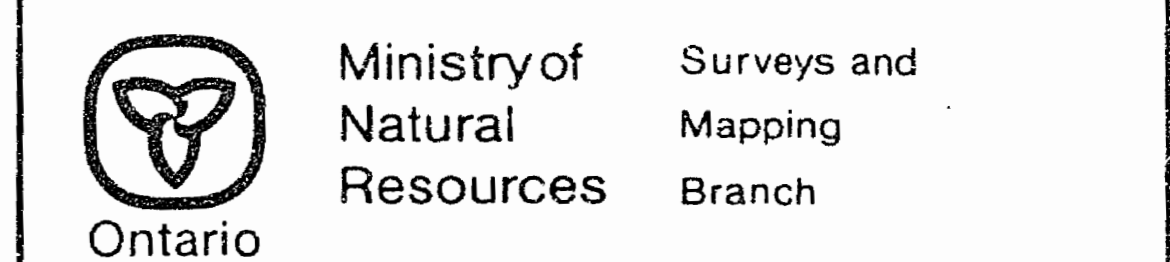 Ministry of
Natural
Resources
Surveys and
Mapping
Branch
Ontario